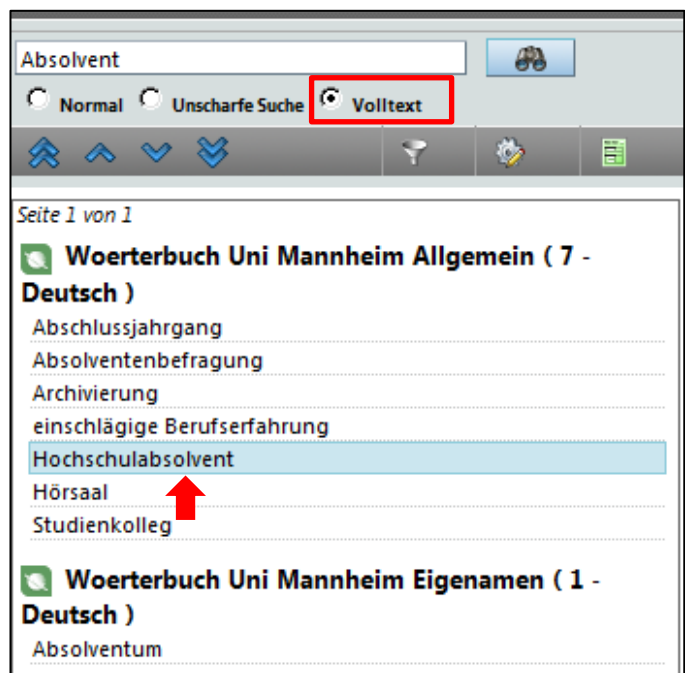 Absolvent
Normal Unscharfe Suche Volltext
Seite 1 von 1
Woerterbuch Uni Mannheim Allgemein ( 7 -
Deutsch )
Abschlussjahrgang
Absolventenbefragung
Archivierung
einschlägige Berufserfahrung
Hochschulabsolvent
Hörsaal
Studienkolleg
Woerterbuch Uni Mannheim Eigenamen ( 1 -
Deutsch )
Absolventum